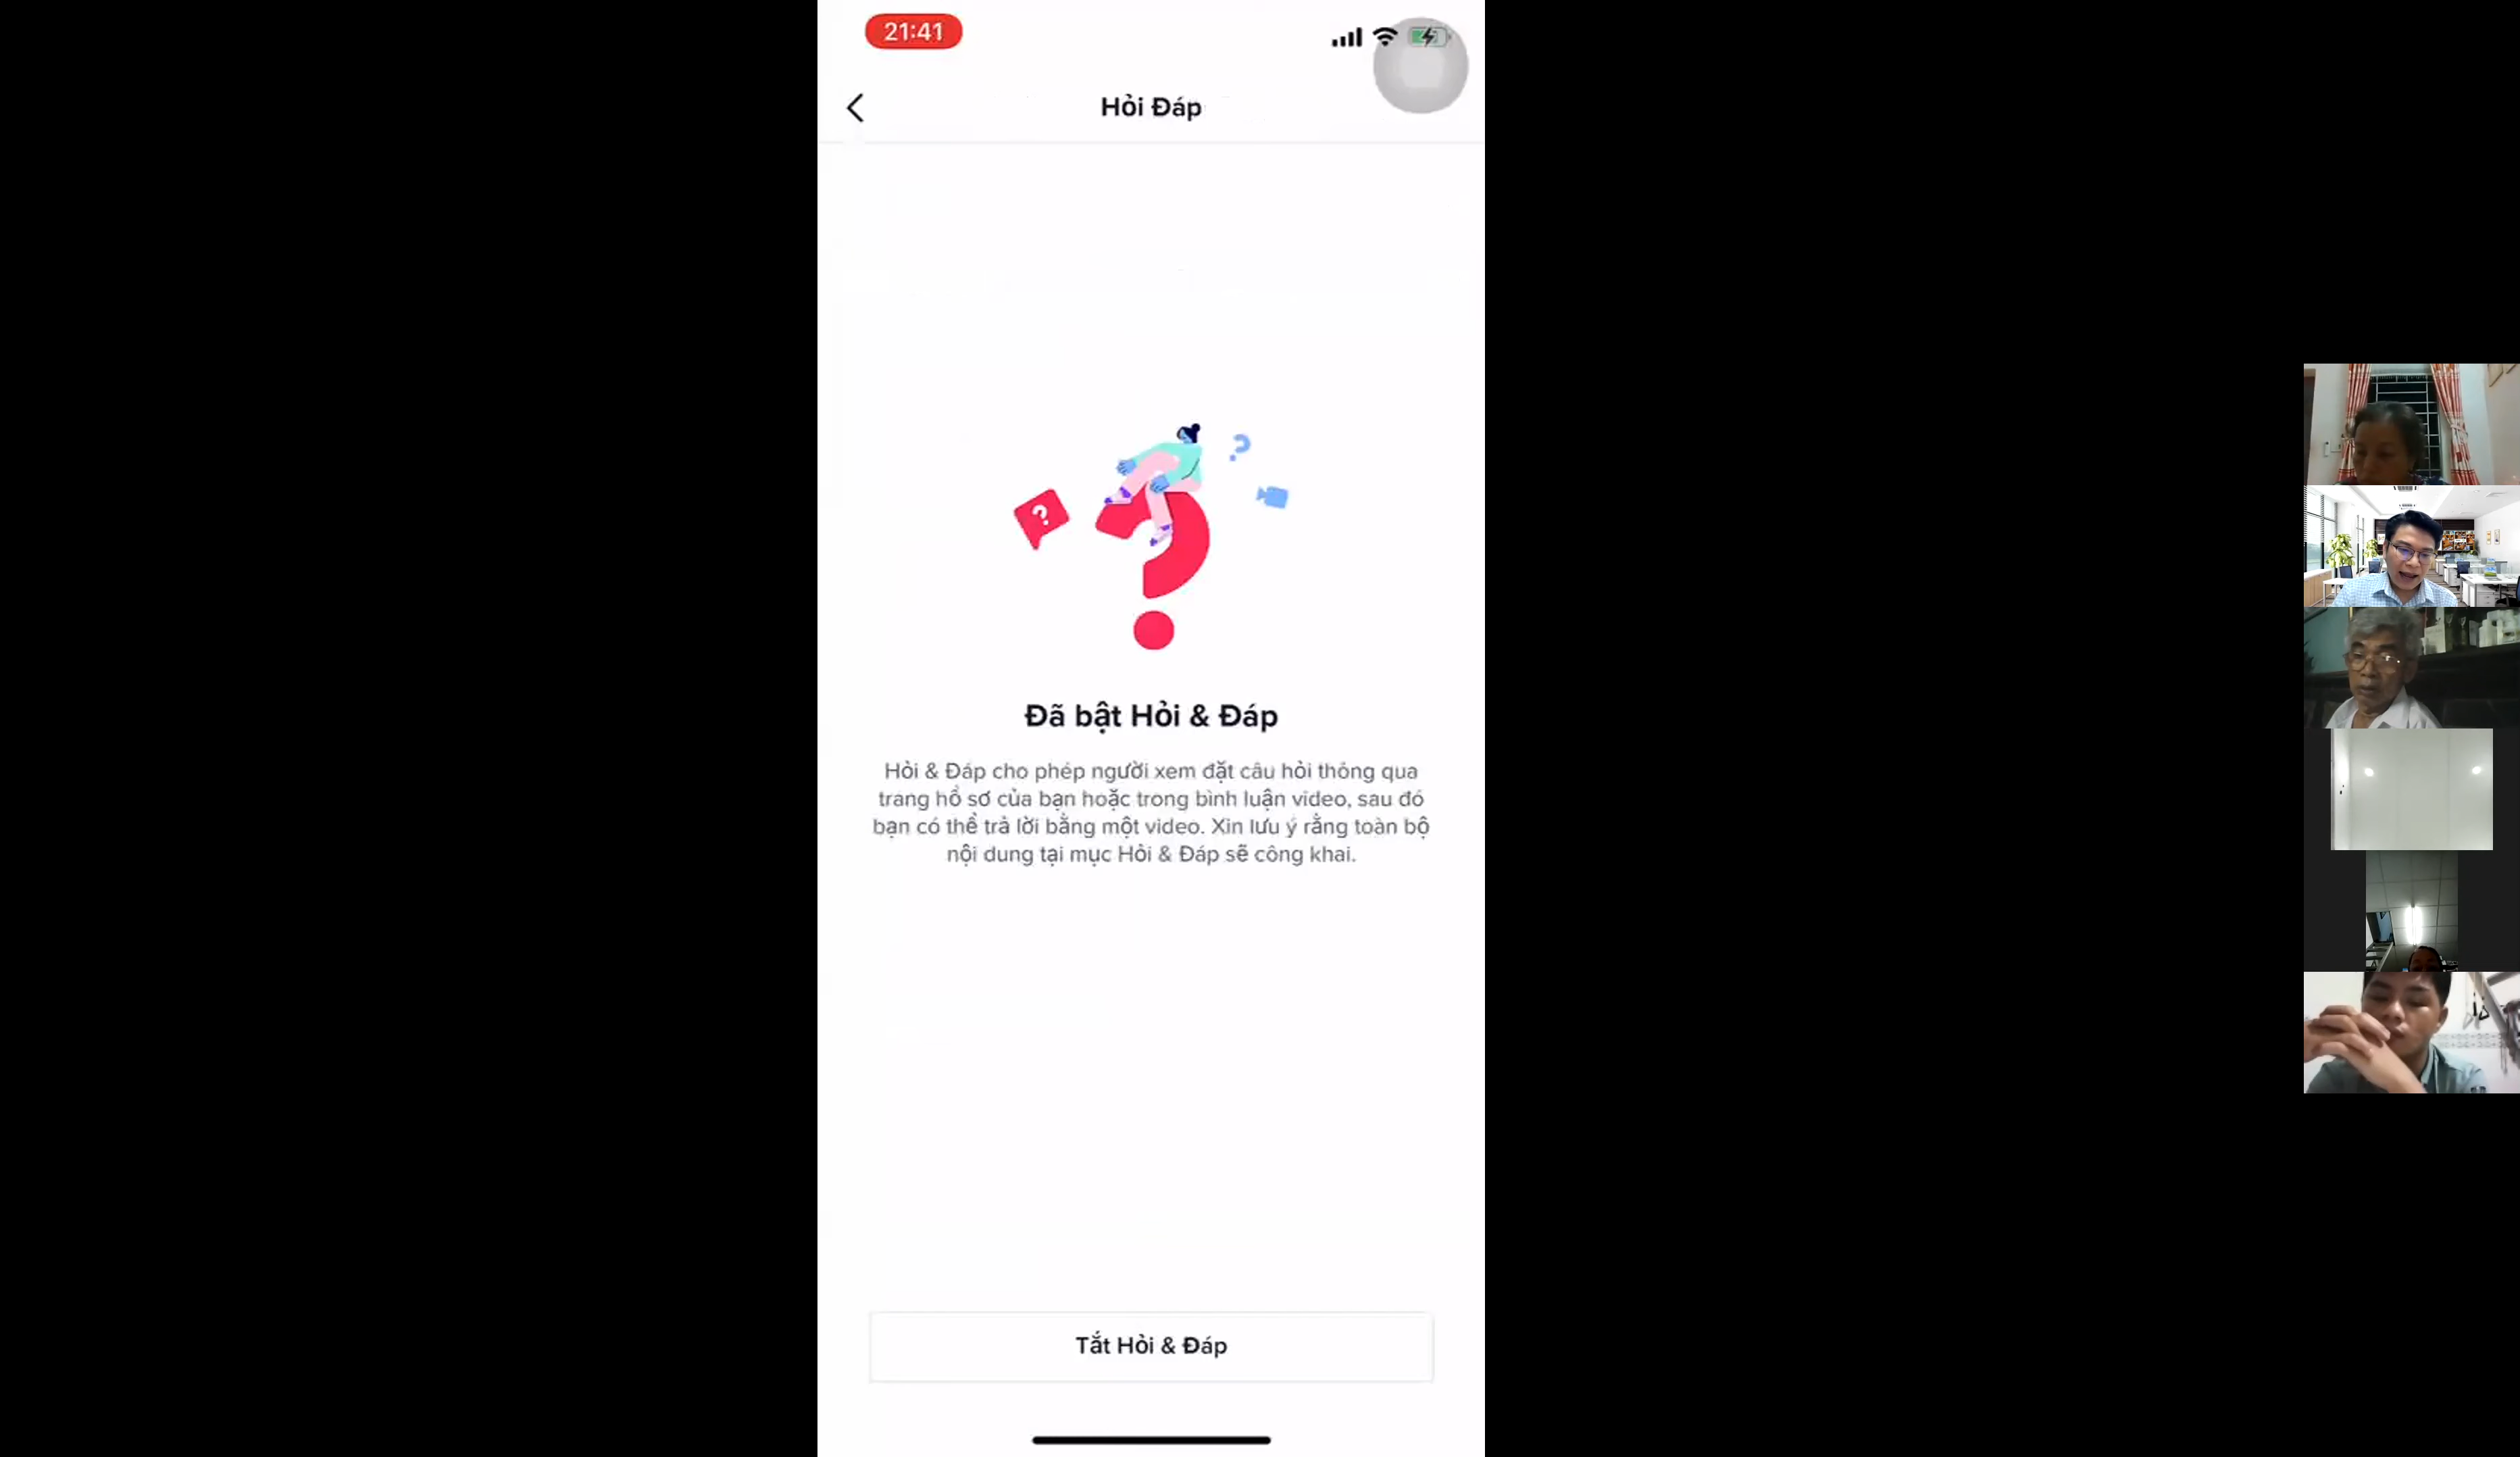 21:41
Hỏi Đáp
?
?
?
Đã bật Hỏi & Đáp
Hỏi & Đáp cho phép người xem đặt câu hỏi thông qua
trang hồ sơ của bạn hoặc trong bình luận video, sau đó
bạn có thể trả lời bằng một video. Xin lưu ý rằng toàn bộ
nội dung tại mục Hỏi & Đáp sẽ công khai.
Tắt Hỏi & Đáp